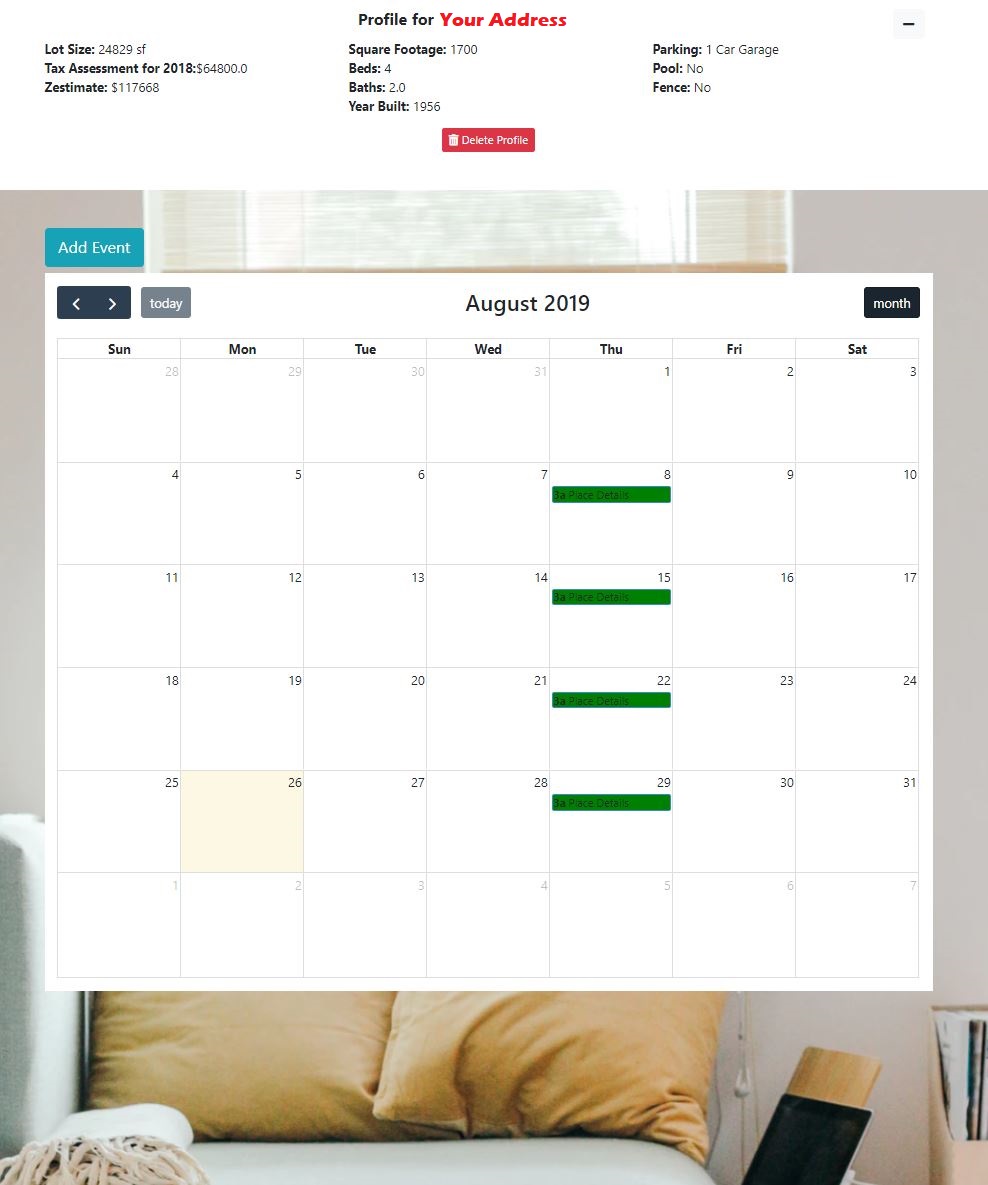 Profile for Your Address
Lot Size: 24829 sf
Tax Assessment for 2018:$64800.0
Zestimate: $117668
Square Footage: 1700
Beds: 4
Baths: 2.0
Year Built: 1956
Parking: 1 Car Garage
Pool: No
Fence: No
Delete Profile
Add Event
today
August 2019
month
Sun Mon Tue Wed Thu Fri Sat
28 29 30 31 1 2 3
4 5 6 7 8 9 10
3a Place Details
11 12 13 14 15 16 17
3a Place Details
18 19 20 21 22 23 24
3a Place Details
25 26 27 28 29 30 31
3a Place Details
1 2 3 4 5 6 7